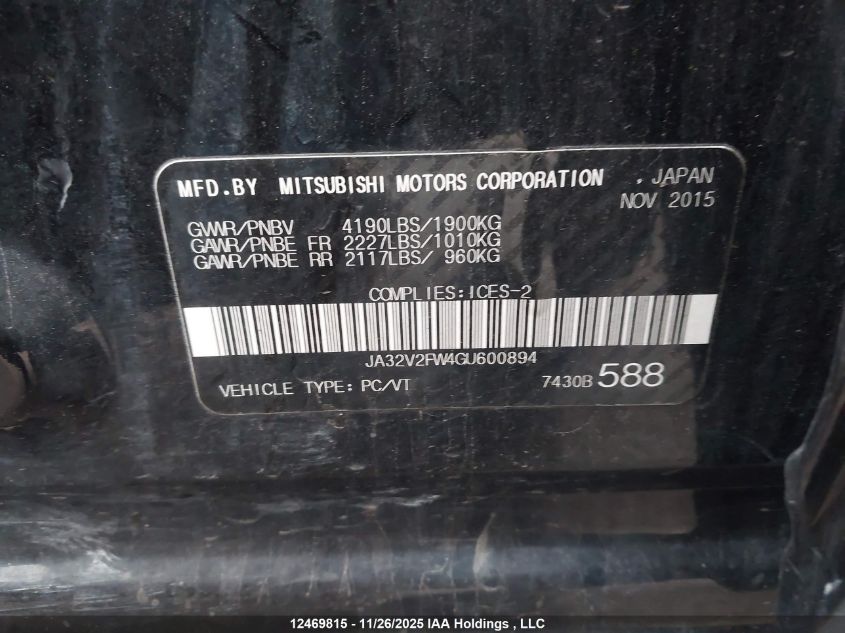 MFD.BY MITSUBISHI MOTORS CORPORATION , JAPAN
NOV 2015
GVWR/PNBV 4190LBS/1900KG
GAWR/PNBE FR 2227LBS/1010KG
GAWR/PNBE RR 2117LBS/ 960KG
COMPLIES:ICES-2
JA32V2FW4GU600894
VEHICLE TYPE: PC/VT 7430B 588
12469815 - 11/26/2025 IAA Holdings , LLC